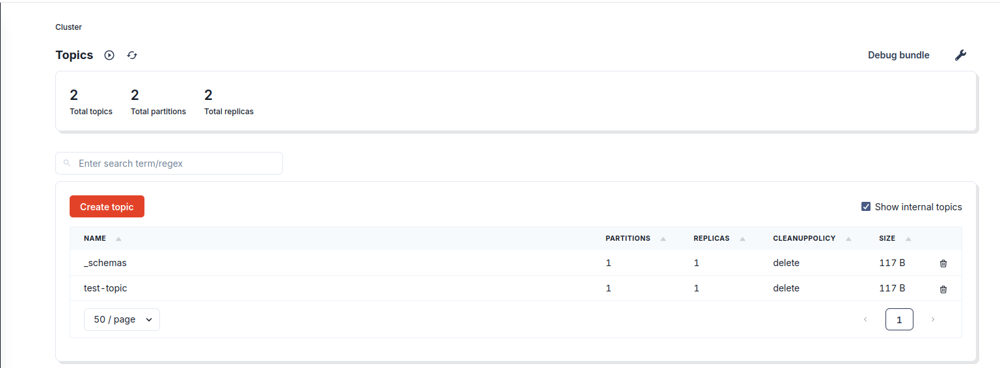 Cluster
Topics
Debug bundle
2 2 2
Total topics Total partitions Total replicas
Enter search term/regex
Create topic
Show internal topics
NAME PARTITIONS REPLICAS CLEANUPPOLICY SIZE
_schemas 1 1 delete 117 B
test-topic 1 1 delete 117 B
50 / page
1